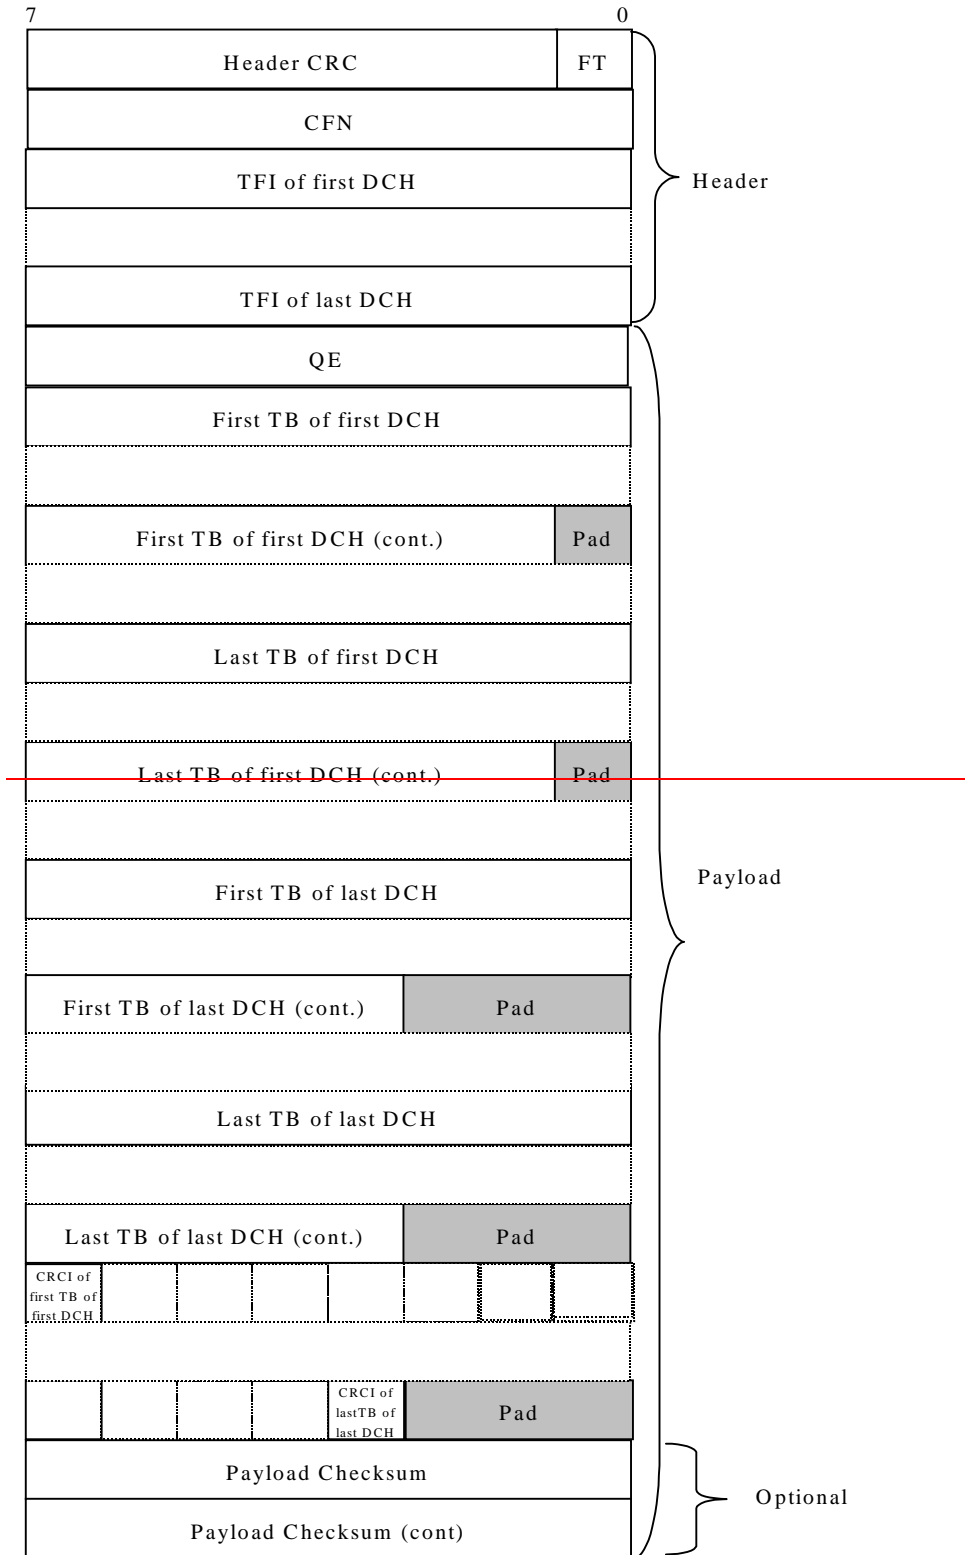 7 0
Header CRC FT
CFN
TFI of first DCH
Header
TFI of last DCH
QE
First TB of first DCH
First TB of first DCH (cont.) Pad
Last TB of first DCH
Last TB of first DCH (cont.) Pad
Payload
First TB of last DCH
First TB of last DCH (cont.) Pad
Last TB of last DCH
Last TB of last DCH (cont.) Pad
CRCI of
first TB of
first DCH
CRCI of
lastTB of
last DCH
Pad
Payload Checksum
Optional
Payload Checksum (cont)